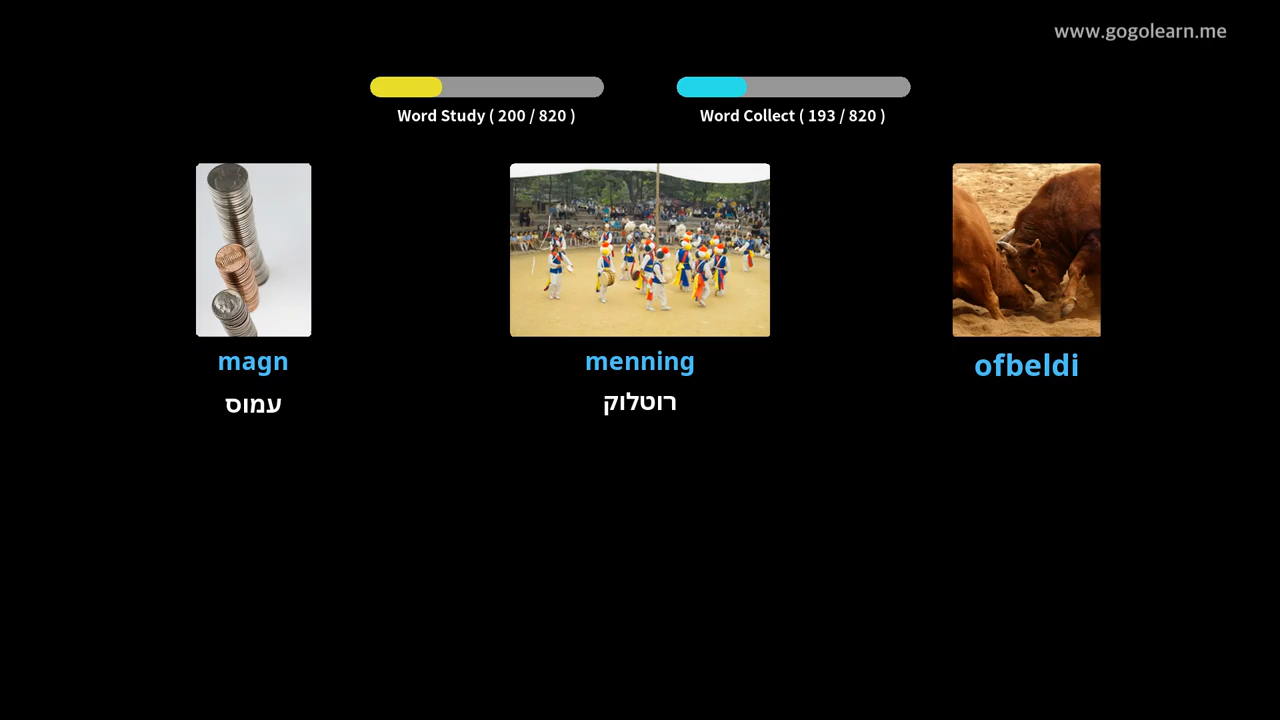 www.gogolearn.me
Word Study ( 200 / 820 )
Word Collect ( 193 / 820 )
magn
menning
ofbeldi
עמוס
רוטלוק